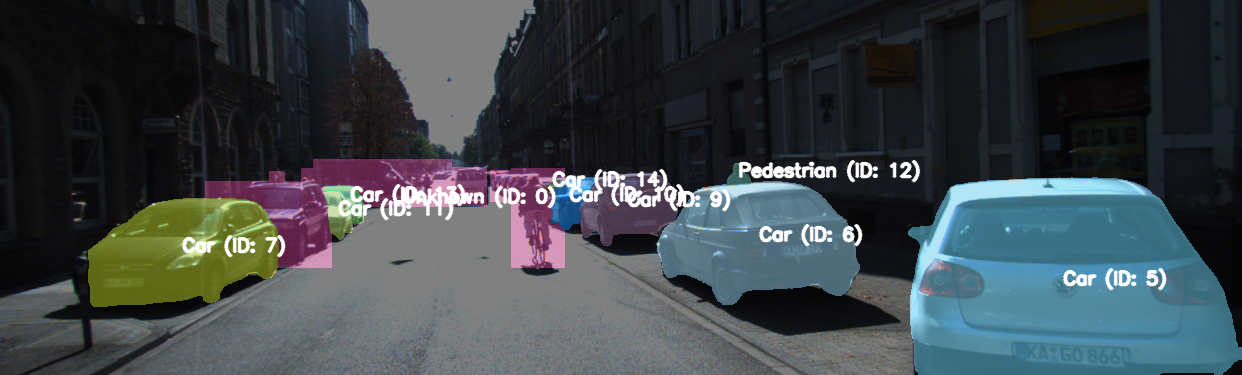 Pedestrian (ID: 12)
Car (ID: 14)
Car (ID: 13)
Unknown (ID: 0)
Car (ID: 10)
Car (ID: 9)
Car (ID: 11)
Car (ID: 6)
Car (ID: 7)
Car (ID: 5)
KA GO 866